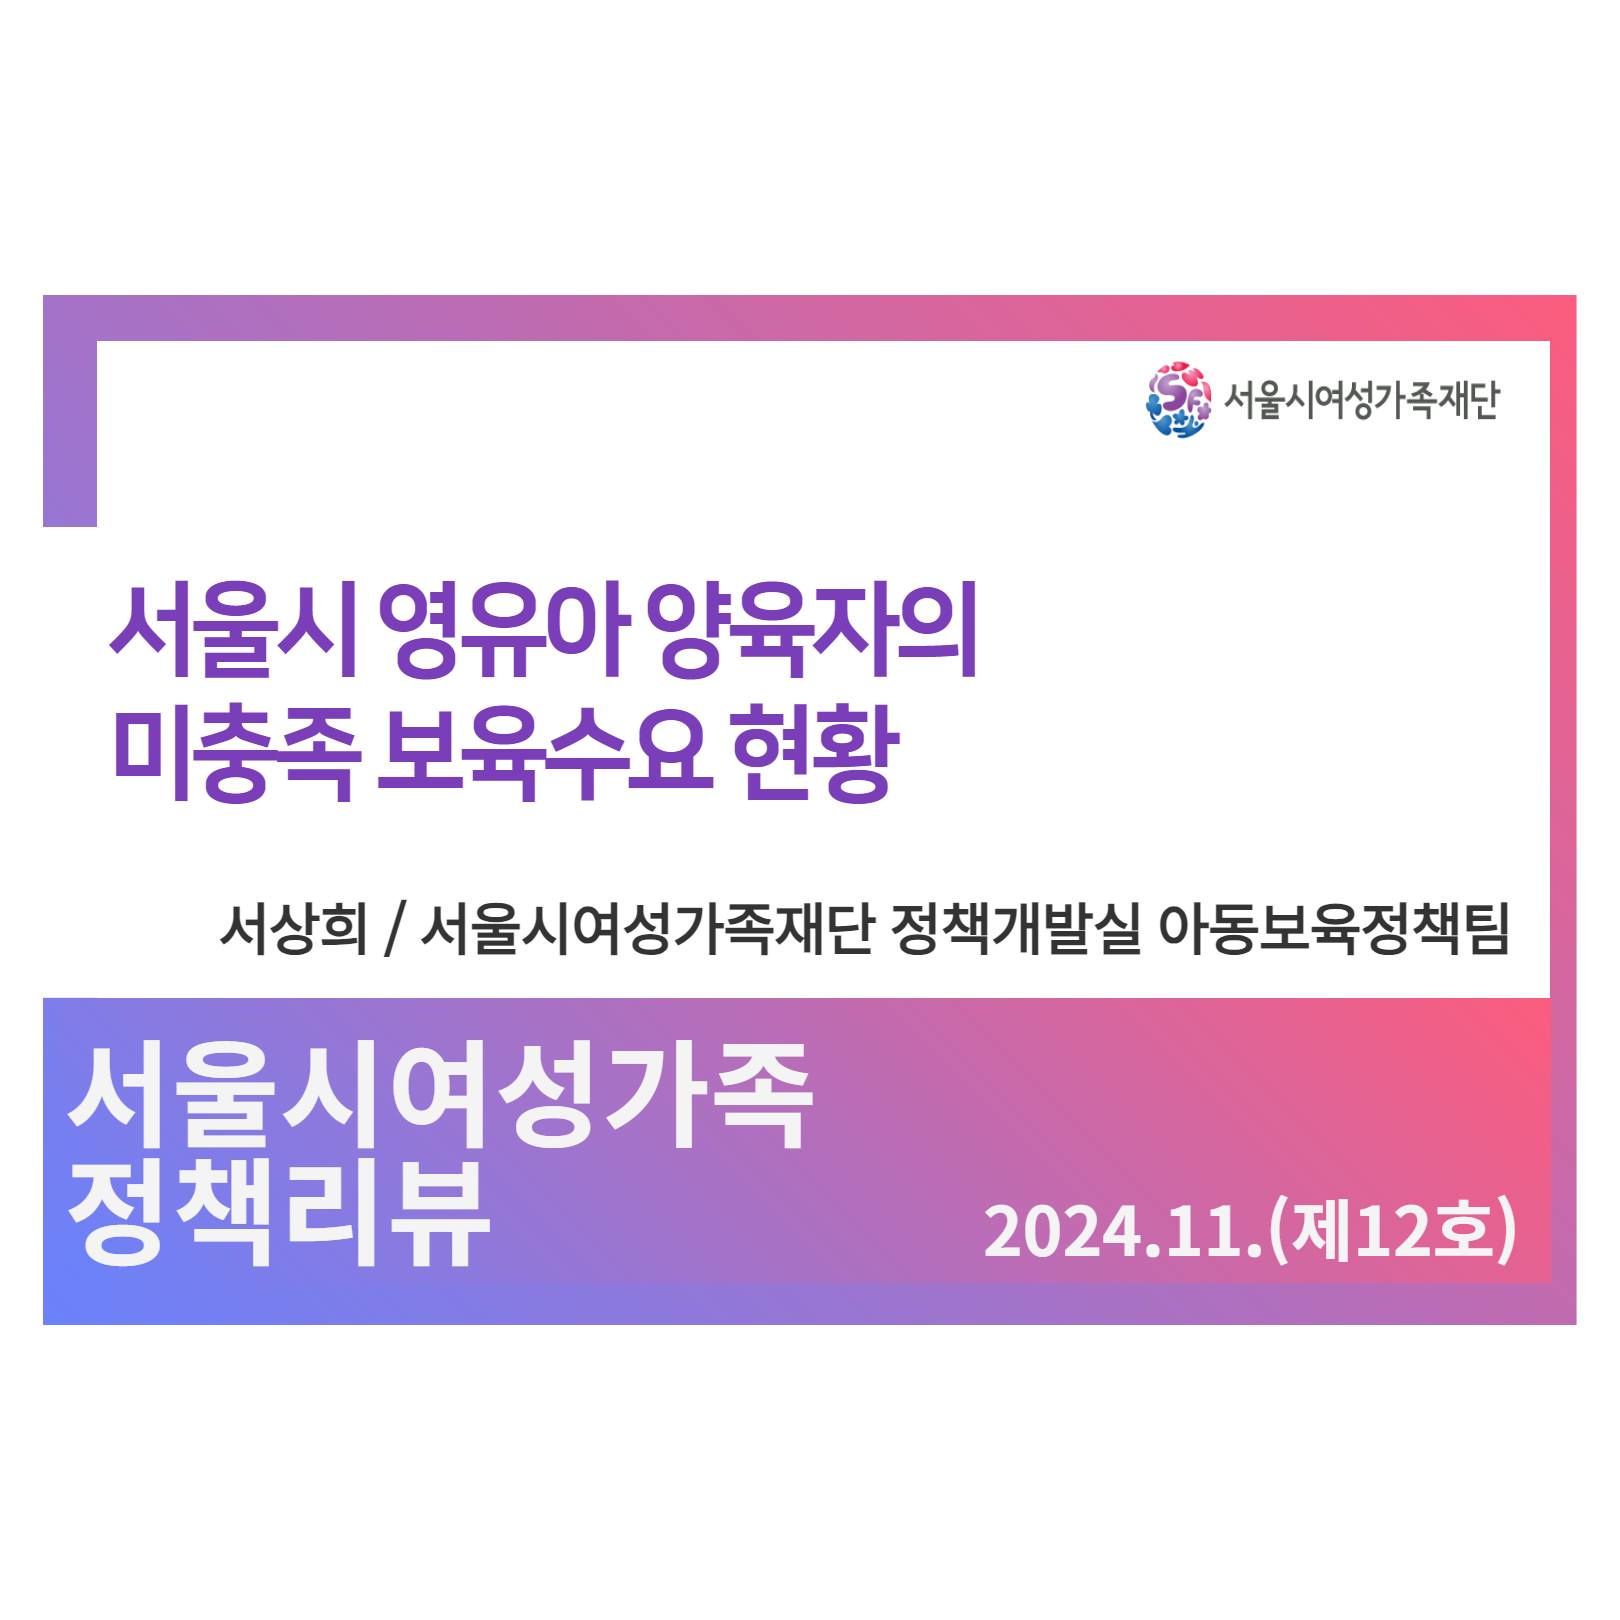 SF 서울시여성가족재단
서울시 영유아 양육자의
미충족 보육수요 현황
서상희 / 서울시여성가족재단 정책개발실 아동보육정책팀
서울시여성가족
정책리뷰
2024.11.(제12호)